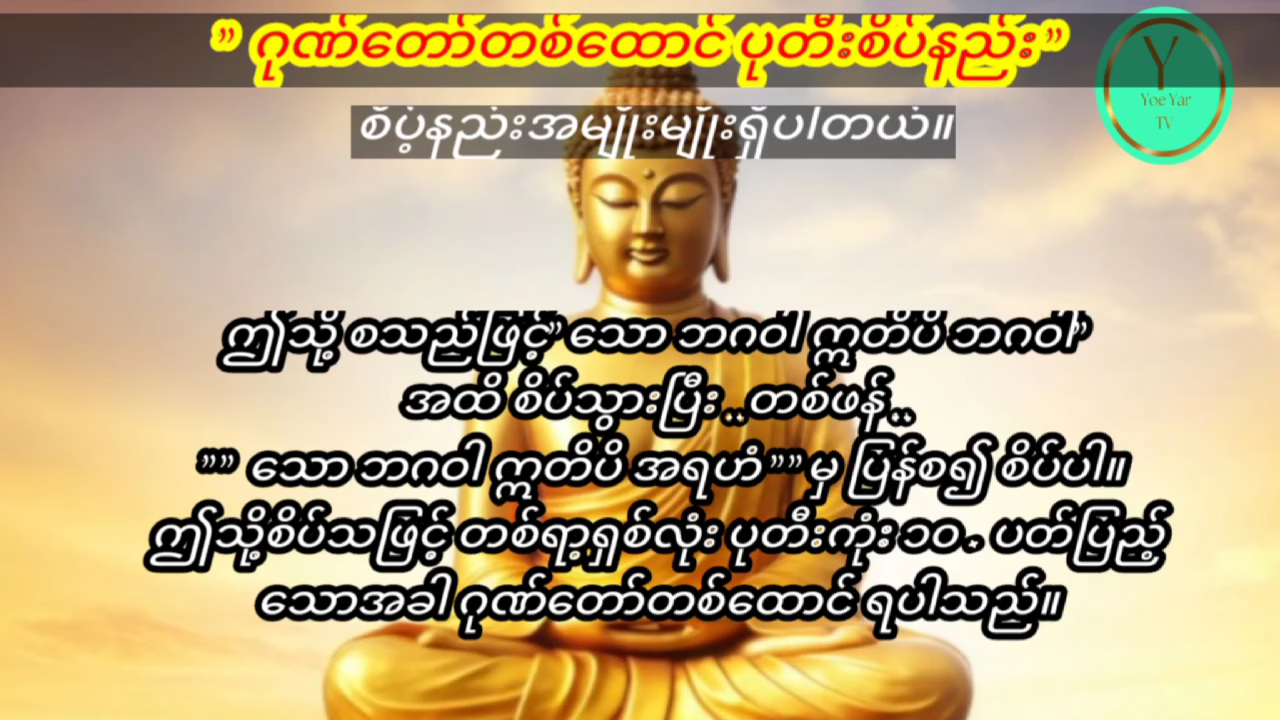 ” ဂုဏ်တော်တစ်ထောင် ပုတီးစိပ်နည်း”
Y
Yoe Yar
TV
စိပ့်နည်းအမျိုးမျိုးရှိပါတယ်။
ဤသို့ စသည်ဖြင့်”သော ဘဂဝါ ဣတိပိ ဘဂဝါ”
အထိ စိပ်သွားပြီး..တစ်ဖန်..
”” သော ဘဂဝါ ဣတိပိ အရဟံ”” မှ ပြန်စ၍ စိပ်ပါ။
ဤသို့စိပ်သဖြင့် တစ်ရာ့ရှစ်လုံး ပုတီးကုံး ၁၀. ပတ်ပြည့်
သောအခါ ဂုဏ်တော်တစ်ထောင် ရပါသည်။